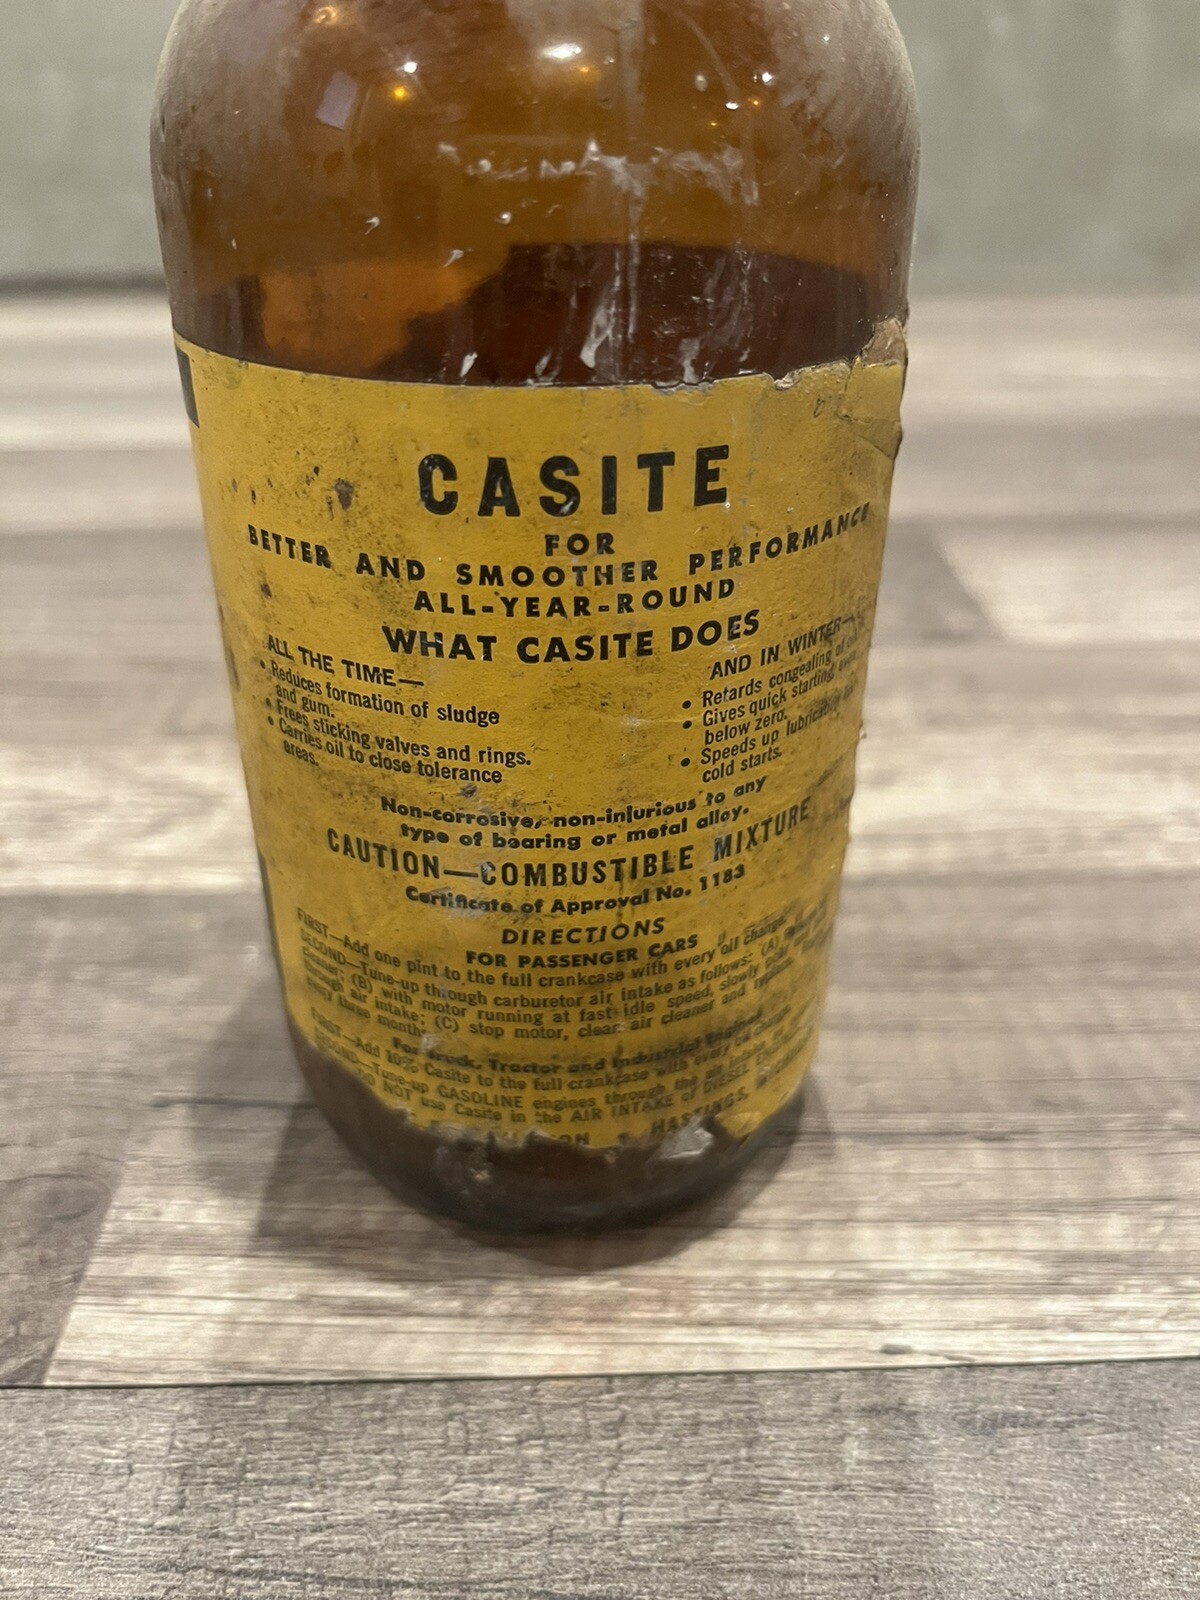 CASITE
FOR
BETTER AND SMOOTHER PERFORMANCE
ALL-YEAR-ROUND
WHAT CASITE DOES
ALL THE TIME—
• Reduces formation of sludge
and gum.
• Frees sticking valves and rings.
• Carries oil to close tolerance
areas.
AND IN WINTER—
• Retards congealing of
• Gives quick starting,
below zero.
• Speeds up lubrication
cold starts.
Non-corrosive, non-injurious to any
type of bearing or metal alloy.
CAUTION—COMBUSTIBLE MIXTURE
Certificate of Approval No. 1183
DIRECTIONS
FOR PASSENGER CARS
FIRST—Add one pint to the full crankcase with every oil change.
SECOND—Tune-up through carburetor air intake as follows: (A)
cleaner; (B) with motor running at fast idle speed, slowly
through air intake; (C) stop motor, clean air cleaner and replace.
every three months
For Truck, Tractor and Industrial Engines
FIRST—Add 10% Casite to the full crankcase with every oil change.
SECOND—Tune-up GASOLINE engines through the air intake
DO NOT use Casite in the AIR INTAKE of DIESEL
HASTINGS,